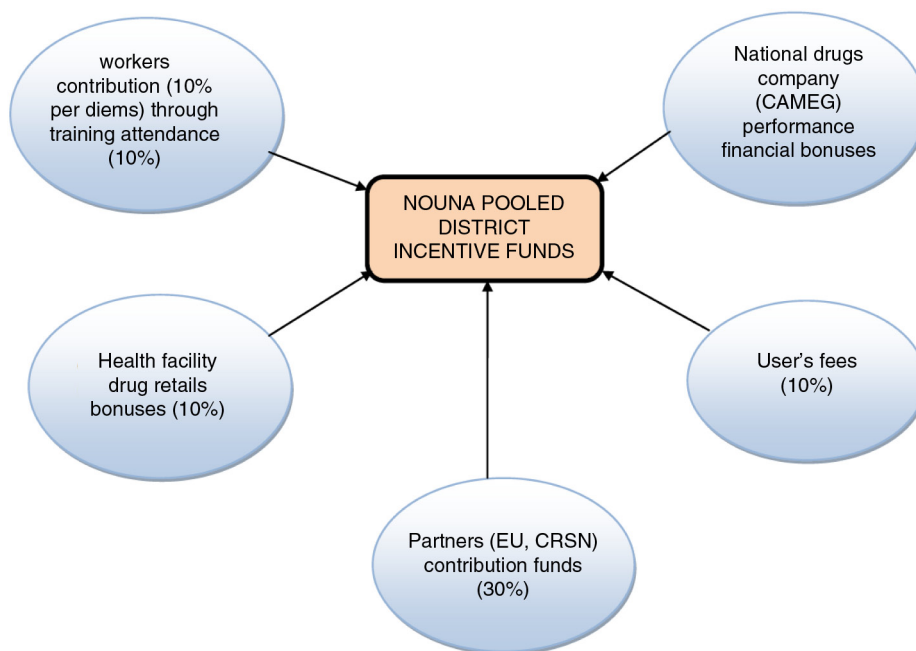 workers
contribution (10%
per diems) through
training attendance
(10%)
National drugs
company
(CAMEG)
performance
financial bonuses
NOUNA POOLED
DISTRICT
INCENTIVE FUNDS
Health facility
drug retails
bonuses (10%)
User's fees
(10%)
Partners (EU, CRSN)
contribution funds
(30%)